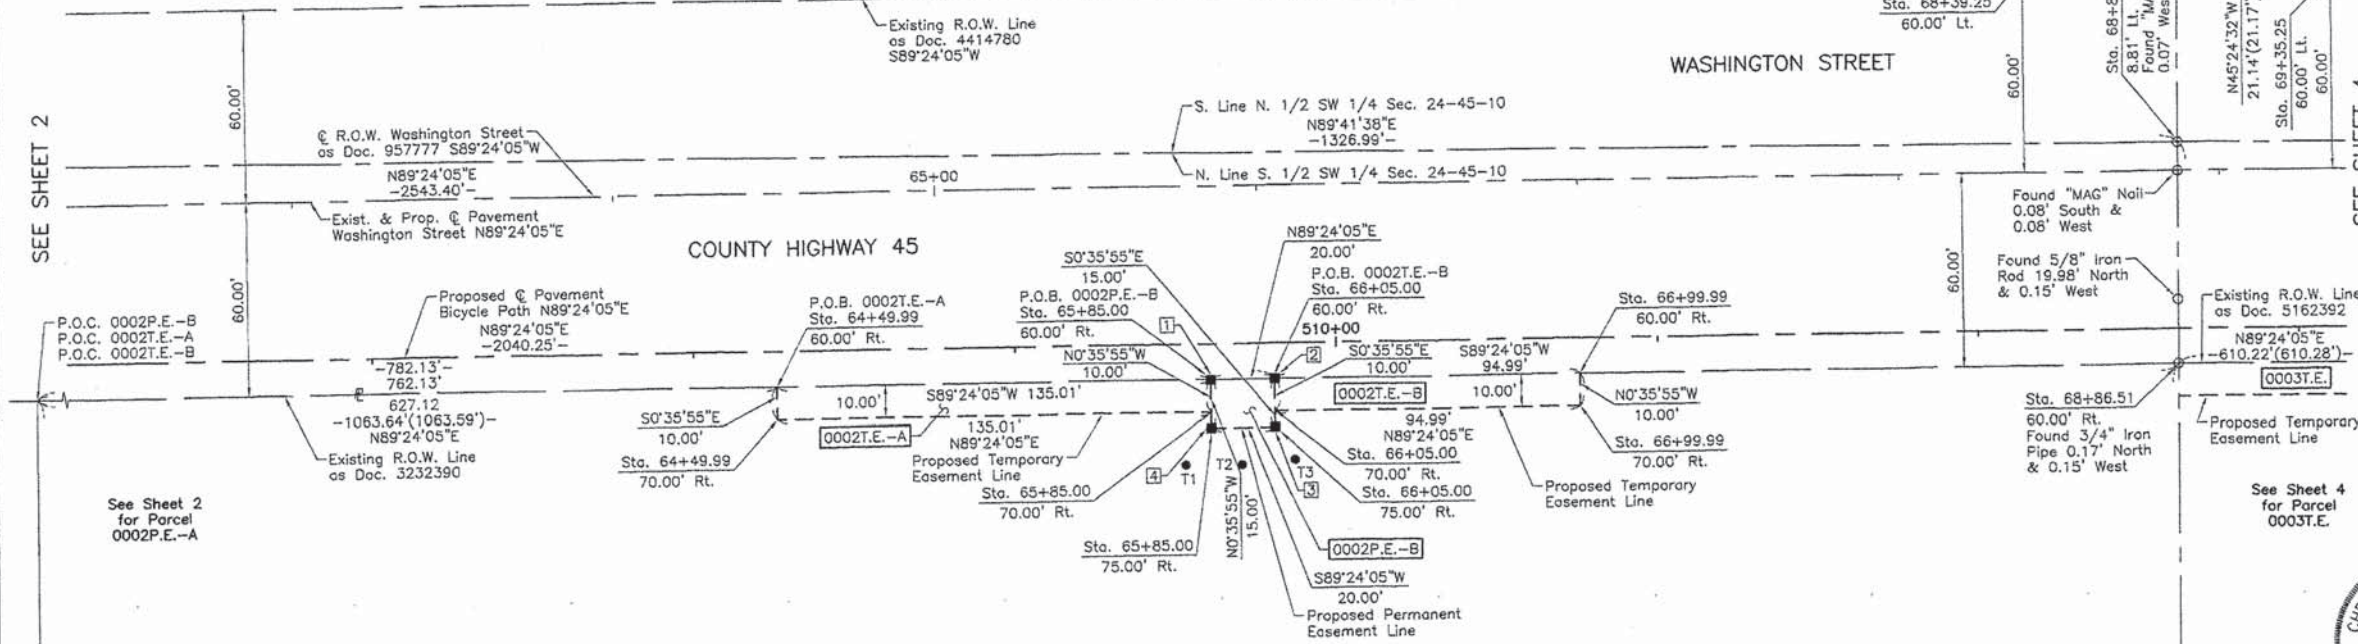 Existing R.O.W. Line
as Doc. 4414780
S89°24'05"W
Sta. 68+39.25
60.00' Lt.
WASHINGTON STREET
8.81' Lt.
N45°24'32"W
21.14'(21.17'
Sta. 69+35.25
60.00' Lt.
60.00'
60.00'
60.00'
SEE SHEET 2
℄ R.O.W. Washington Street
as Doc. 957777 S89°24'05"W
N89°24'05"E
-2543.40'-
S. Line N. 1/2 SW 1/4 Sec. 24-45-10
N89°41'38"E
-1326.99'-
65+00
N. Line S. 1/2 SW 1/4 Sec. 24-45-10
Exist. & Prop. ℄ Pavement
Washington Street N89°24'05"E
COUNTY HIGHWAY 45
Found "MAG" Nail
0.08' South &
0.08' West
Found 5/8" Iron
Rod 19.98' North
& 0.15' West
60.00'
60.00'
P.O.C. 0002P.E.-B
P.O.C. 0002T.E.-A
P.O.C. 0002T.E.-B
Proposed ℄ Pavement
Bicycle Path N89°24'05"E
N89°24'05"E
-2040.25'-
-782.13'-
762.13'
627.12
-1063.64'(1063.59')-
N89°24'05"E
Existing R.O.W. Line
as Doc. 3232390
P.O.B. 0002T.E.-A
Sta. 64+49.99
60.00' Rt.
S0°35'55"E
10.00'
Sta. 64+49.99
70.00' Rt.
10.00'
0002T.E.-A
S89°24'05"W 135.01'
135.01'
N89°24'05"E
Proposed Temporary
Easement Line
S0°35'55"E
15.00'
P.O.B. 0002P.E.-B
Sta. 65+85.00
60.00' Rt.
N0°35'55"W
10.00'
1
N89°24'05"E
20.00'
P.O.B. 0002T.E.-B
Sta. 66+05.00
60.00' Rt.
510+00
2
S0°35'55"E
10.00'
0002T.E.-B
S89°24'05"W
94.99'
10.00'
Sta. 66+99.99
60.00' Rt.
N0°35'55"W
10.00'
Sta. 66+99.99
70.00' Rt.
94.99'
N89°24'05"E
Sta. 66+05.00
70.00' Rt.
Sta. 66+05.00
75.00' Rt.
Proposed Temporary
Easement Line
Sta. 65+85.00
70.00' Rt.
4
T1
T2
T3
3
Sta. 65+85.00
75.00' Rt.
N0°35'55"W
15.00'
0002P.E.-B
S89°24'05"W
20.00'
Proposed Permanent
Easement Line
See Sheet 2
for Parcel
0002P.E.-A
Existing R.O.W. Line
as Doc. 5162392
N89°24'05"E
-610.22'(610.28')-
0003T.E.
Sta. 68+86.51
60.00' Rt.
Found 3/4" Iron
Pipe 0.17' North
& 0.15' West
Proposed Temporary
Easement Line
See Sheet 4
for Parcel
0003T.E.